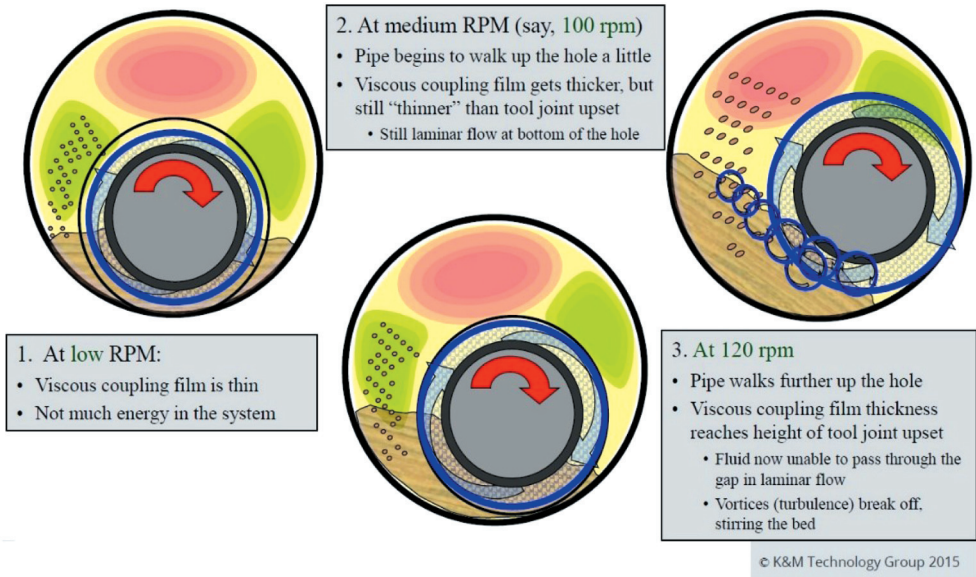 2. At medium RPM (say, 100 rpm)
• Pipe begins to walk up the hole a little
• Viscous coupling film gets thicker, but
still “thinner” than tool joint upset
• Still laminar flow at bottom of the hole
1. At low RPM:
• Viscous coupling film is thin
• Not much energy in the system
3. At 120 rpm
• Pipe walks further up the hole
• Viscous coupling film thickness
reaches height of tool joint upset
• Fluid now unable to pass through the
gap in laminar flow
• Vortices (turbulence) break off,
stirring the bed
© K&M Technology Group 2015